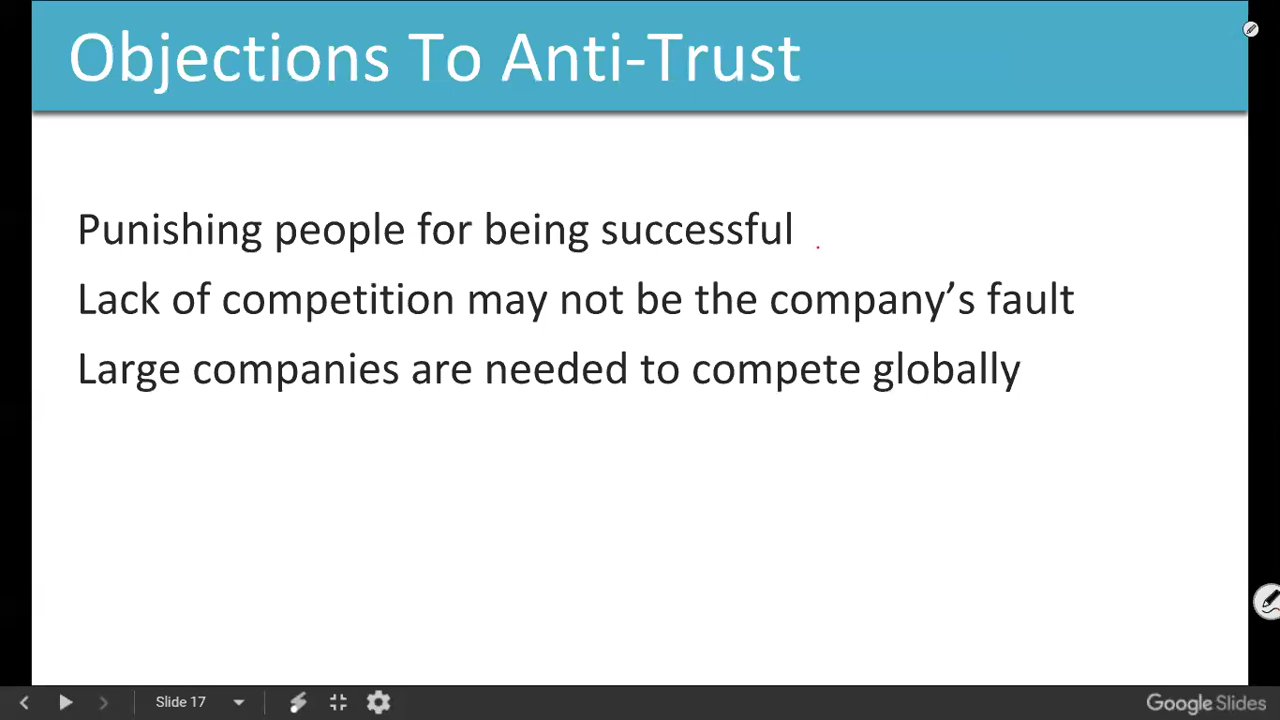 Objections To Anti-Trust
Punishing people for being successful
Lack of competition may not be the company’s fault
Large companies are needed to compete globally
Slide 17
Google Slides